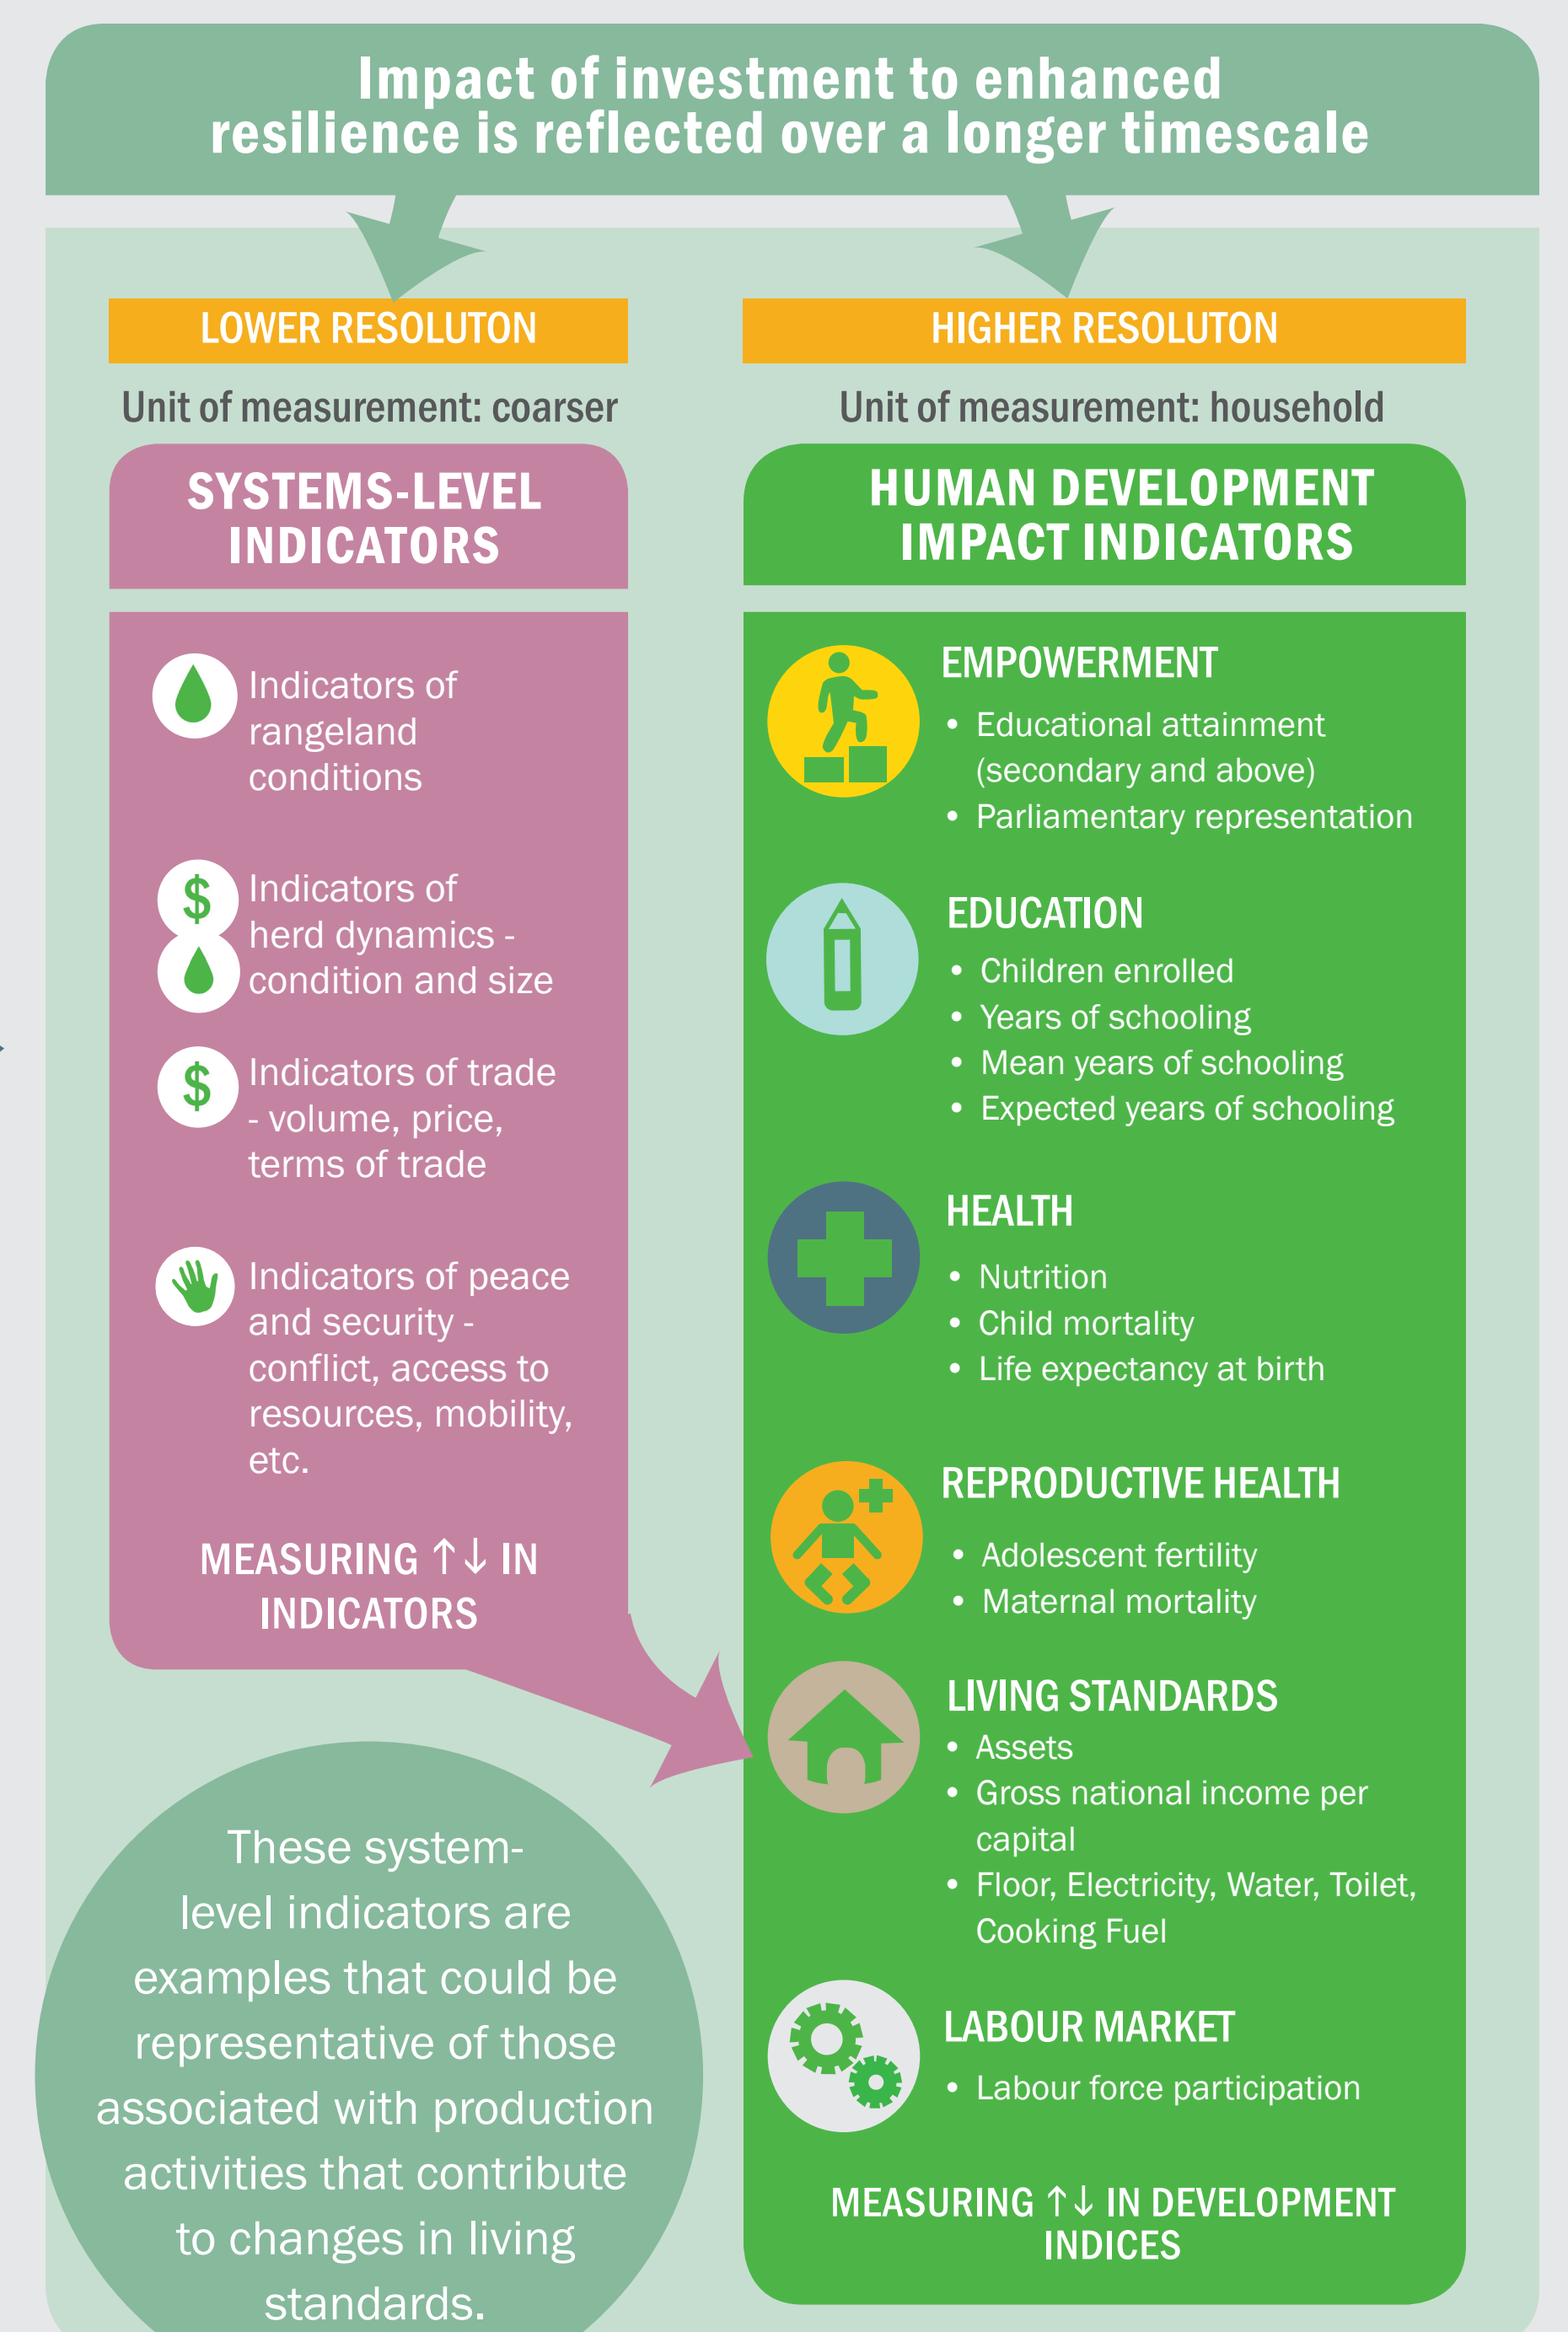 Impact of investment to enhanced
resilience is reflected over a longer timescale
LOWER RESOLUTON
Unit of measurement: coarser
SYSTEMS-LEVEL
INDICATORS
Indicators of
rangeland
conditions
$
Indicators of
herd dynamics -
condition and size
$
Indicators of trade
- volume, price,
terms of trade
Indicators of peace
and security -
conflict, access to
resources, mobility,
etc.
MEASURING ↑↓ IN
INDICATORS
These system-
level indicators are
examples that could be
representative of those
associated with production
activities that contribute
to changes in living
standards.
HIGHER RESOLUTON
Unit of measurement: household
HUMAN DEVELOPMENT
IMPACT INDICATORS
EMPOWERMENT
• Educational attainment
(secondary and above)
• Parliamentary representation
EDUCATION
• Children enrolled
• Years of schooling
• Mean years of schooling
• Expected years of schooling
HEALTH
• Nutrition
• Child mortality
• Life expectancy at birth
REPRODUCTIVE HEALTH
• Adolescent fertility
• Maternal mortality
LIVING STANDARDS
• Assets
• Gross national income per
capital
• Floor, Electricity, Water, Toilet,
Cooking Fuel
LABOUR MARKET
• Labour force participation
MEASURING ↑↓ IN DEVELOPMENT
INDICES